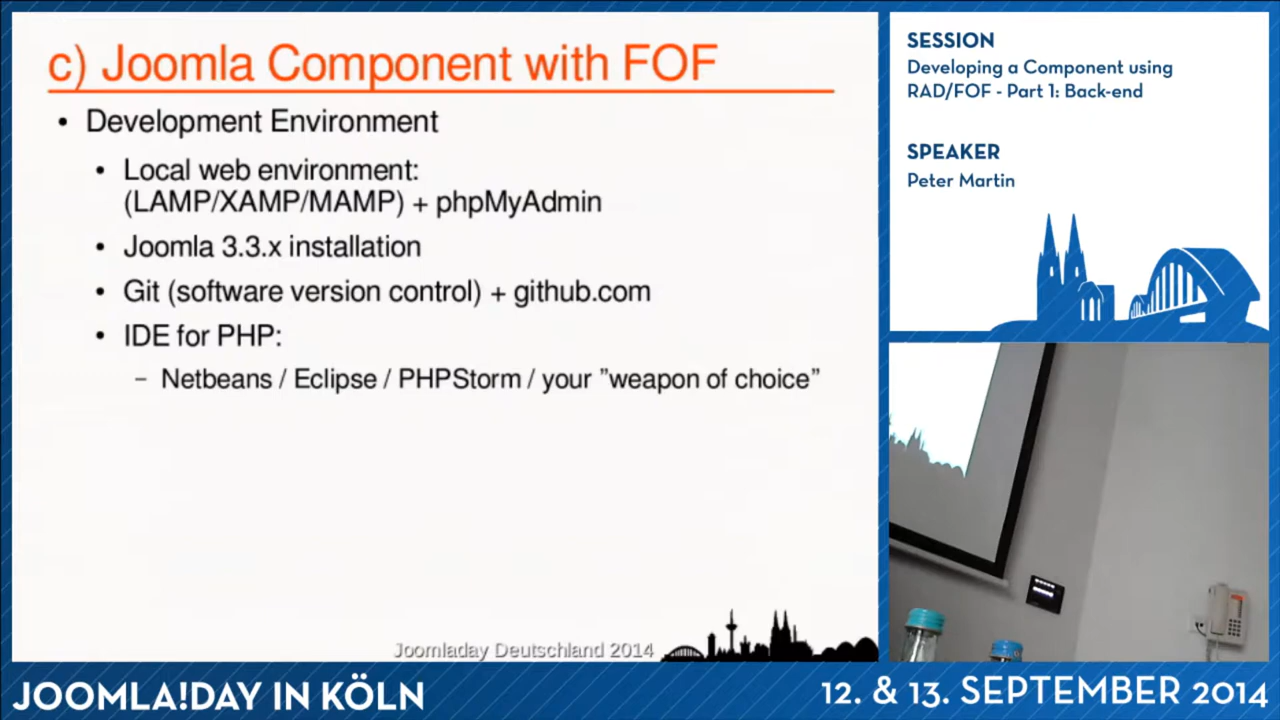 c) Joomla Component with FOF
• Development Environment
• Local web environment:
(LAMP/XAMP/MAMP) + phpMyAdmin
• Joomla 3.3.x installation
• Git (software version control) + github.com
• IDE for PHP:
– Netbeans / Eclipse / PHPStorm / your ”weapon of choice”
Joomladay Deutschland 2014
SESSION
Developing a Component using
RAD/FOF - Part 1: Back-end
SPEAKER
Peter Martin
JOOMLA!DAY IN KÖLN
12. & 13. SEPTEMBER 2014